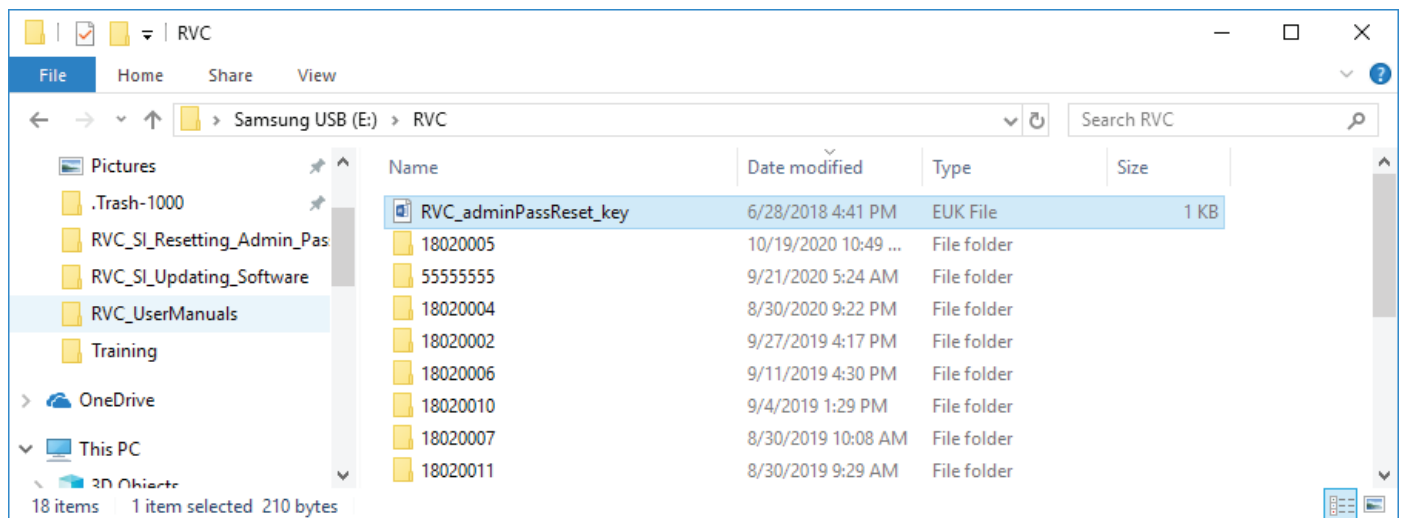 RVC
File Home Share View
Samsung USB (E:) > RVC Search RVC
Pictures
.Trash-1000
RVC_SI_Resetting_Admin_Pas
RVC_SI_Updating_Software
RVC_UserManuals
Training
OneDrive
This PC
3D Objects
Name Date modified Type Size
RVC_adminPassReset_key 6/28/2018 4:41 PM EUK File 1 KB
18020005 10/19/2020 10:49 ... File folder
55555555 9/21/2020 5:24 AM File folder
18020004 8/30/2020 9:22 PM File folder
18020002 9/27/2019 4:17 PM File folder
18020006 9/11/2019 4:30 PM File folder
18020010 9/4/2019 1:29 PM File folder
18020007 8/30/2019 10:08 AM File folder
18020011 8/30/2019 9:29 AM File folder
18 items 1 item selected 210 bytes